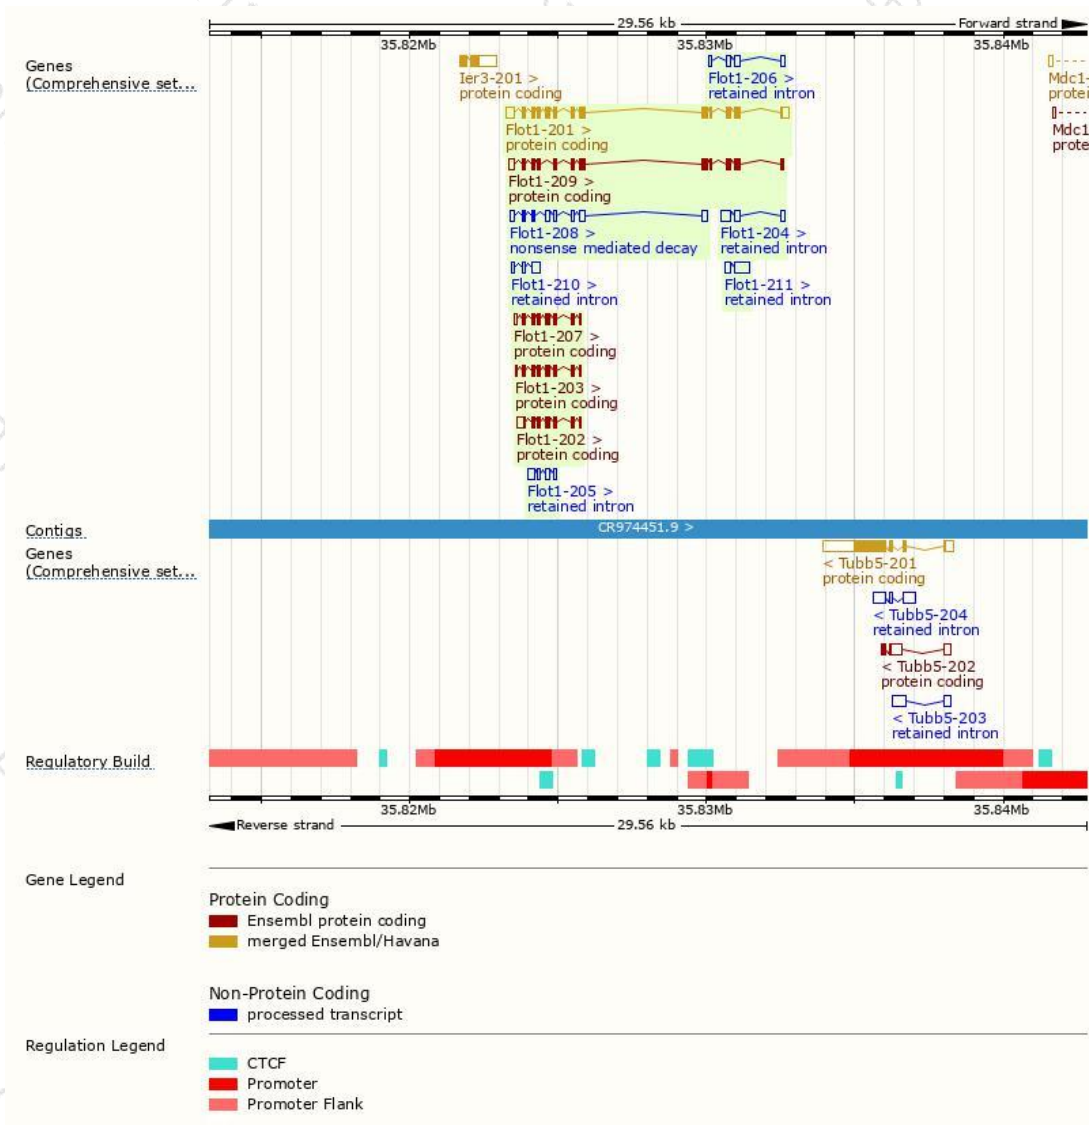 29.56 kb
Forward strand
35.82Mb 35.83Mb 35.84Mb
Genes
(Comprehensive set...
Ier3-201 >
protein coding
Flot1-206 >
retained intron
Mdc1-
protei
Flot1-201 >
protein coding
Mdc1
prote
Flot1-209 >
protein coding
Flot1-208 >
nonsense mediated decay
Flot1-204 >
retained intron
Flot1-210 >
retained intron
Flot1-211 >
retained intron
Flot1-207 >
protein coding
Flot1-203 >
protein coding
Flot1-202 >
protein coding
Flot1-205 >
retained intron
Contigs
CR974451.9 >
Genes
(Comprehensive set...
< Tubb5-201
protein coding
< Tubb5-204
retained intron
< Tubb5-202
protein coding
< Tubb5-203
retained intron
Regulatory Build
35.82Mb 35.83Mb 35.84Mb
Reverse strand
29.56 kb
Gene Legend
Protein Coding
Ensembl protein coding
merged Ensembl/Havana
Non-Protein Coding
processed transcript
Regulation Legend
CTCF
Promoter
Promoter Flank